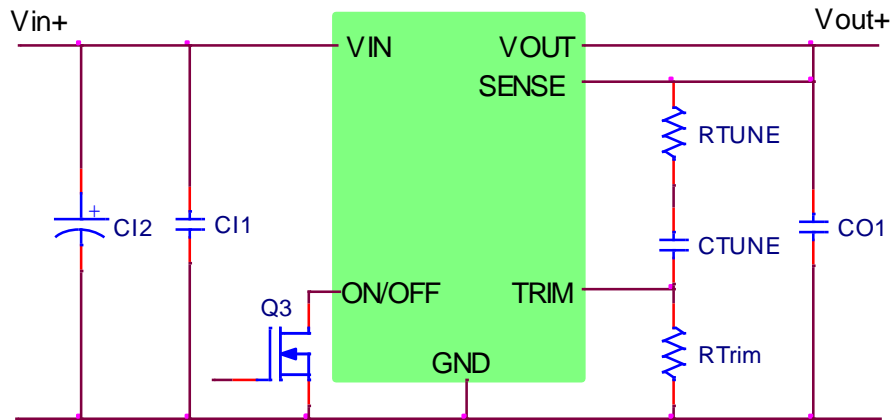 Vin+
Vout+
VIN
VOUT
SENSE
RTUNE
+
CI2
CI1
CTUNE
CO1
ON/OFF
TRIM
Q3
RTrim
GND